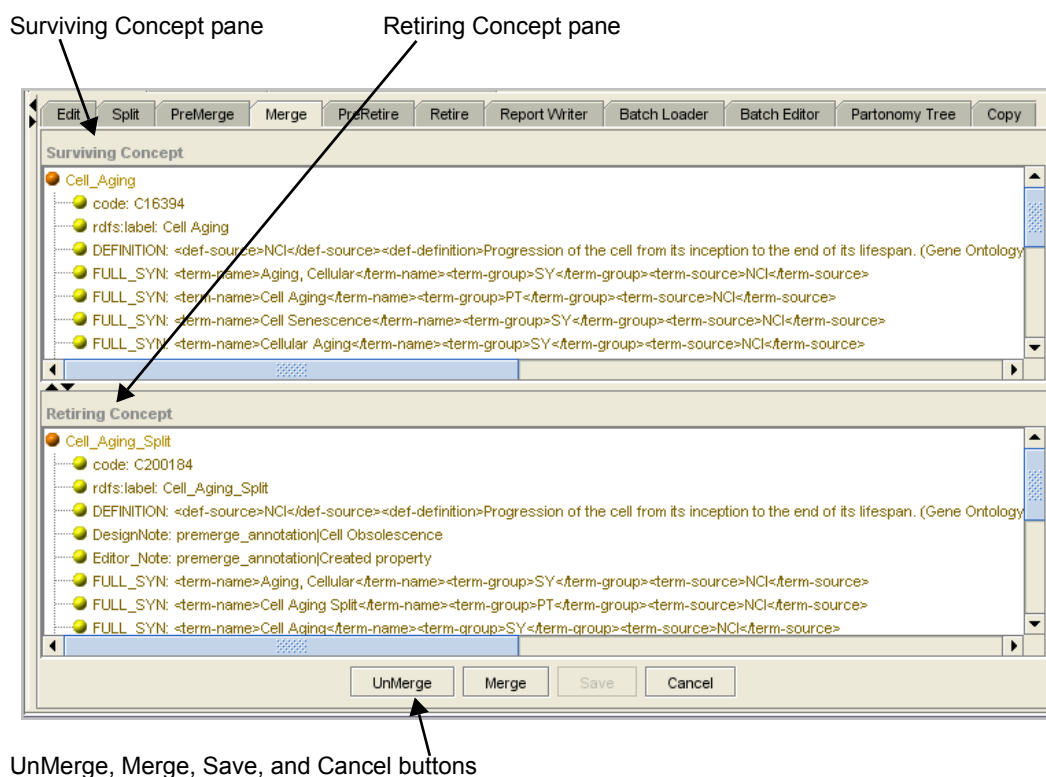 Surviving Concept pane Retiring Concept pane
Edit Split PreMerge Merge PreRetire Retire Report Writer Batch Loader Batch Editor Partonomy Tree Copy
Surviving Concept
Cell_Aging
code: C16394
rdfs:label: Cell Aging
DEFINITION: <def-source>NCI</def-source><def-definition>Progression of the cell from its inception to the end of its lifespan. (Gene Ontology
FULL_SYN: <term-name>Aging, Cellular</term-name><term-group>SY</term-group><term-source>NCI</term-source>
FULL_SYN: <term-name>Cell Aging</term-name><term-group>PT</term-group><term-source>NCI</term-source>
FULL_SYN: <term-name>Cell Senescence</term-name><term-group>SY</term-group><term-source>NCI</term-source>
FULL_SYN: <term-name>Cellular Aging</term-name><term-group>SY</term-group><term-source>NCI</term-source>
Retiring Concept
Cell_Aging_Split
code: C200184
rdfs:label: Cell_Aging_Split
DEFINITION: <def-source>NCI</def-source><def-definition>Progression of the cell from its inception to the end of its lifespan. (Gene Ontology
DesignNote: premerge_annotation|Cell Obsolescence
Editor_Note: premerge_annotation|Created property
FULL_SYN: <term-name>Aging, Cellular</term-name><term-group>SY</term-group><term-source>NCI</term-source>
FULL_SYN: <term-name>Cell Aging Split</term-name><term-group>PT</term-group><term-source>NCI</term-source>
FULL_SYN: <term-name>Cell Aging</term-name><term-group>SY</term-group><term-source>NCI</term-source>
UnMerge Merge Save Cancel
UnMerge, Merge, Save, and Cancel buttons